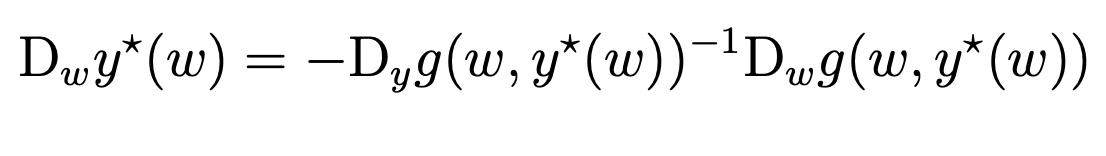 D_w y^⋆(w) = −D_y g(w, y^⋆(w))^{−1} D_w g(w, y^⋆(w))